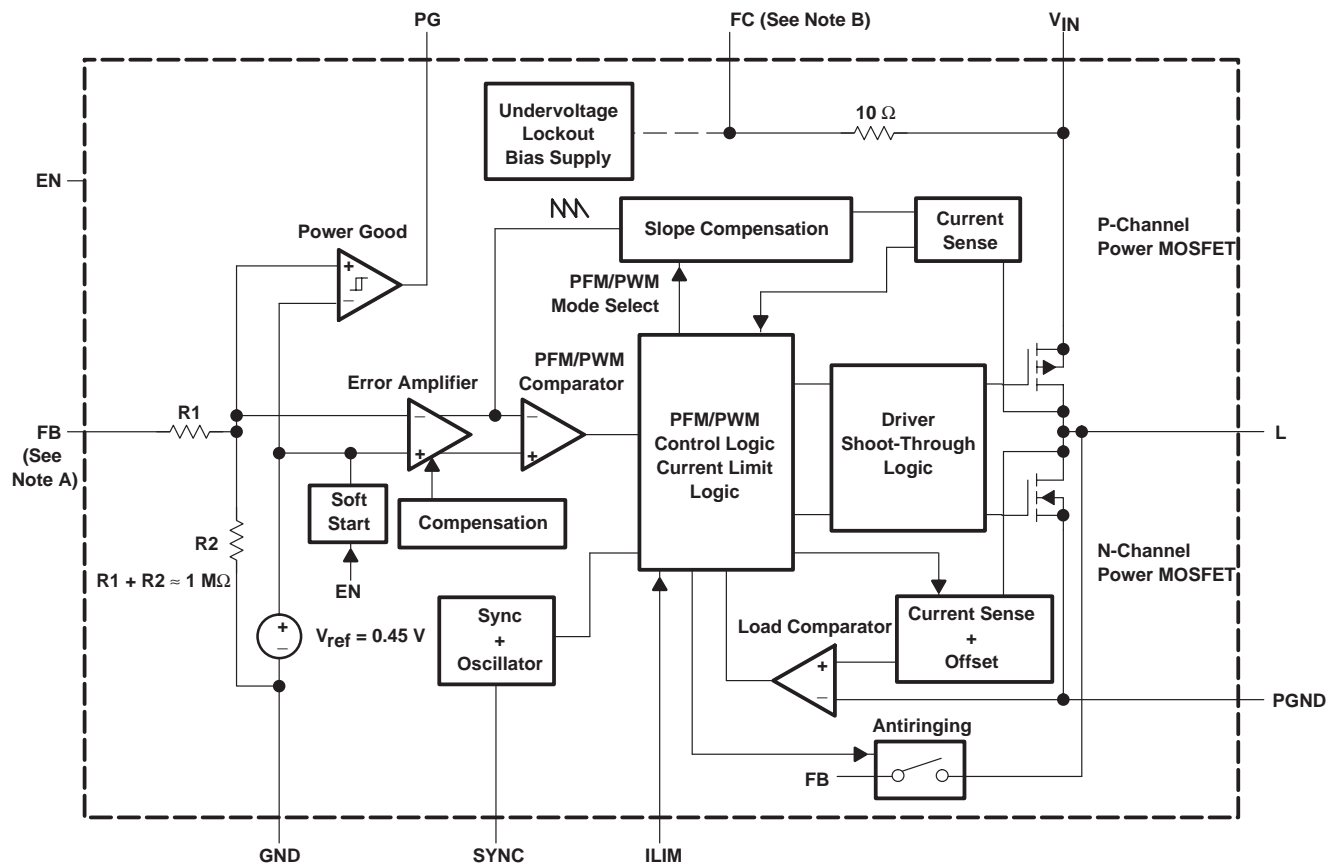 PG
FC (See Note B)
VIN
Undervoltage
Lockout
Bias Supply
10 Ω
EN
Slope Compensation
Current
Sense
P-Channel
Power MOSFET
Power Good
+
–
PFM/PWM
Mode Select
PFM/PWM
Comparator
Error Amplifier
R1
–
+
–
+
PFM/PWM
Control Logic
Current Limit
Logic
Driver
Shoot-Through
Logic
FB
(See
Note A)
L
Soft
Start
Compensation
R2
R1 + R2 ≈ 1 MΩ
EN
N-Channel
Power MOSFET
+
–
Vref = 0.45 V
Sync
+
Oscillator
Load Comparator
+
–
Current Sense
+
Offset
PGND
Antiringing
FB
GND
SYNC
ILIM